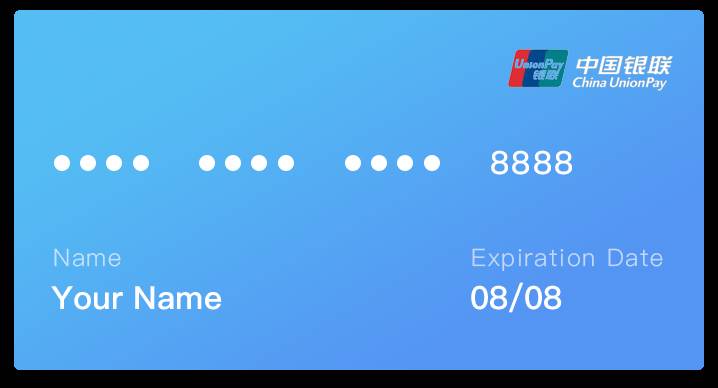 UnionPay 中国银联
银联 China UnionPay
•••• •••• •••• 8888
Name Expiration Date
Your Name 08/08